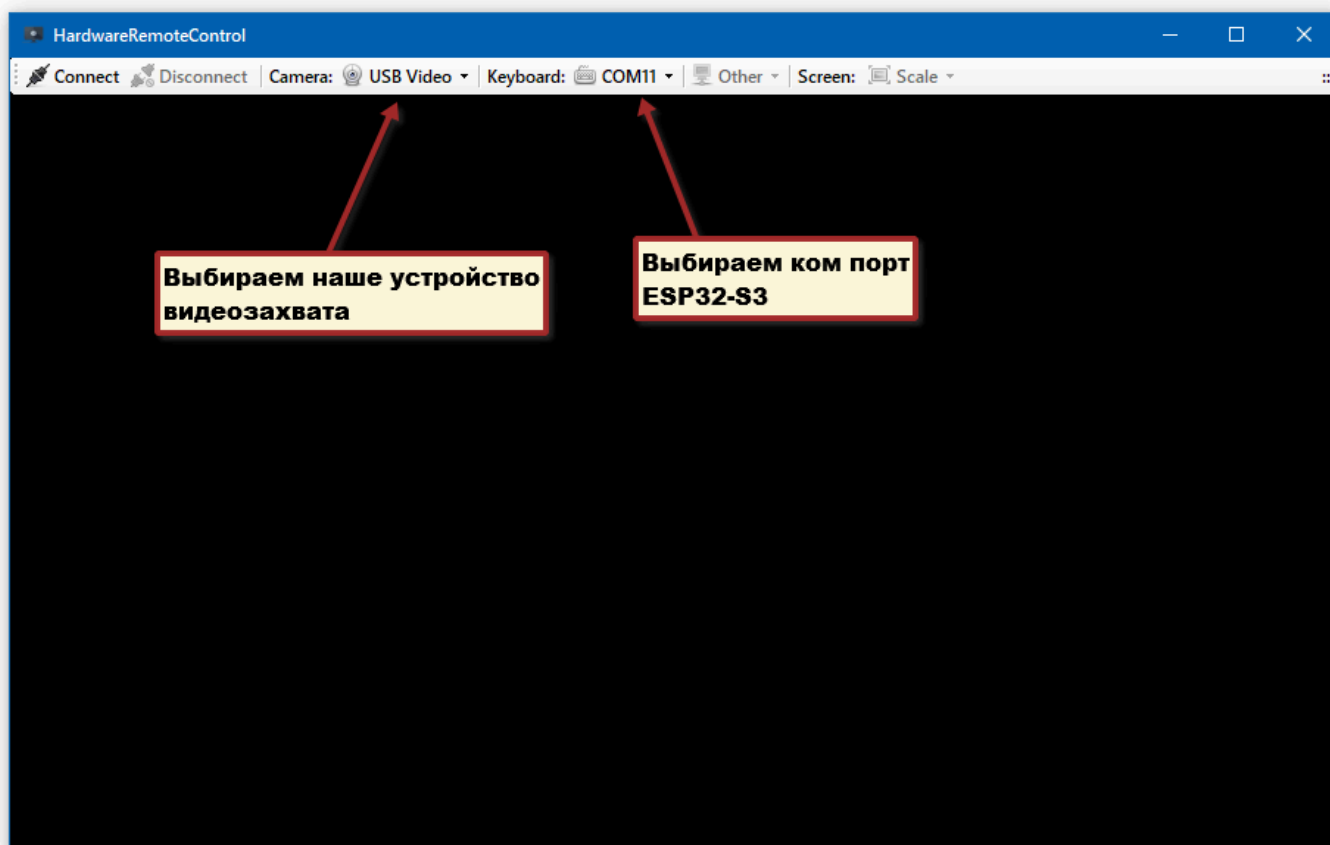 HardwareRemoteControl
Connect Disconnect Camera: USB Video Keyboard: COM11 Other Screen: Scale
Выбираем наше устройство
видеозахвата
Выбираем ком порт
ESP32-S3